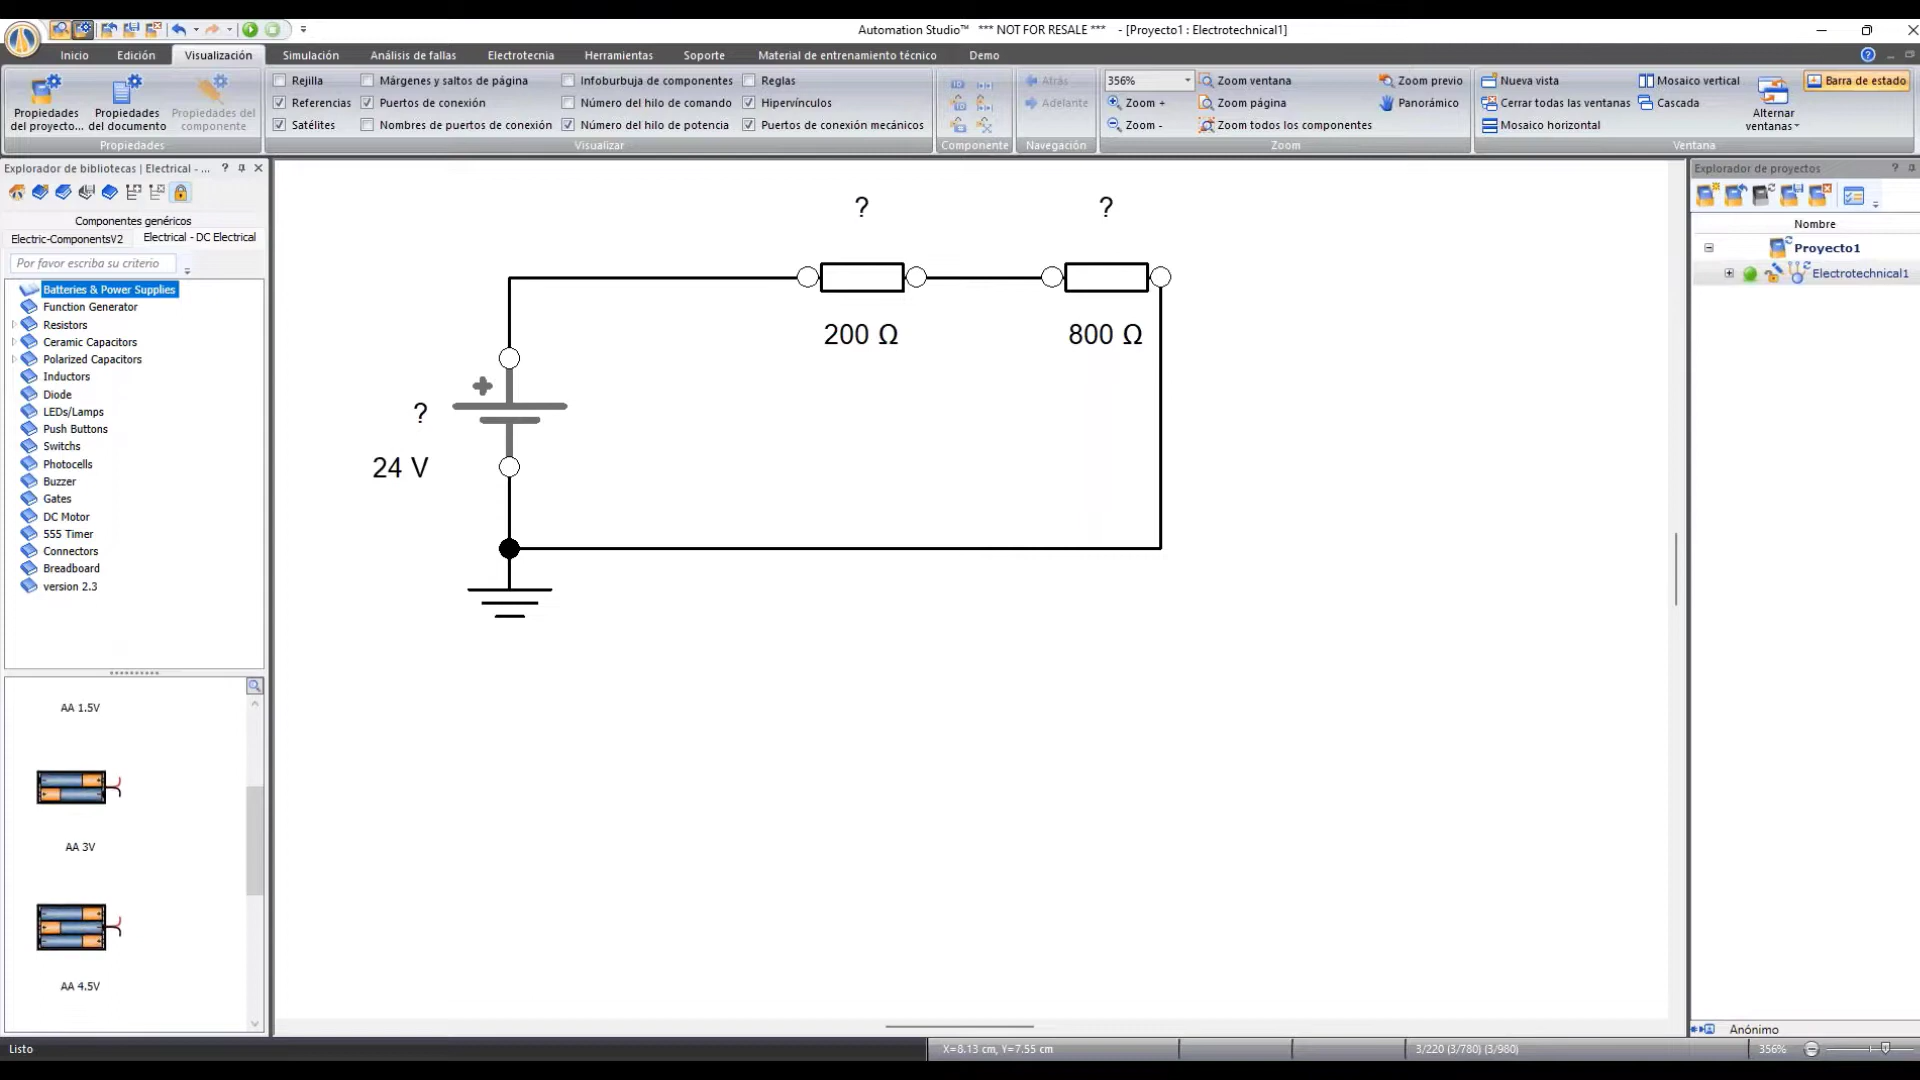 Automation Studio™ *** NOT FOR RESALE *** - [Proyecto1 : Electrotechnical1]
Inicio Edición Visualización Simulación Análisis de fallas Electrotecnia Herramientas Soporte Material de entrenamiento técnico Demo
Propiedades del proyecto...
Propiedades del documento
Propiedades del componente
Propiedades
Rejilla
Referencias
Satélites
Márgenes y saltos de página
Puertos de conexión
Nombres de puertos de conexión
Infoburbuja de componentes
Número del hilo de comando
Número del hilo de potencia
Reglas
Hipervínculos
Puertos de conexión mecánicos
Visualizar
Componente
Atrás
Adelante
Navegación
356%
Zoom +
Zoom -
Zoom ventana
Zoom página
Zoom todos los componentes
Zoom previo
Panorámico
Zoom
Nueva vista
Cerrar todas las ventanas
Mosaico horizontal
Mosaico vertical
Cascada
Alternar ventanas
Barra de estado
Ventana
Explorador de bibliotecas | Electrical - ... ?
Componentes genéricos
Electric-ComponentsV2 Electrical - DC Electrical
Por favor escriba su criterio
Batteries & Power Supplies
Function Generator
Resistors
Ceramic Capacitors
Polarized Capacitors
Inductors
Diode
LEDs/Lamps
Push Buttons
Switchs
Photocells
Buzzer
Gates
DC Motor
555 Timer
Connectors
Breadboard
version 2.3
AA 1.5V
AA 3V
AA 4.5V
? ?
200 Ω 800 Ω
+
?
24 V
Explorador de proyectos ?
Nombre
Proyecto1
Electrotechnical1
Anónimo
Listo
X=8.13 cm, Y=7.55 cm
3/220 (3/780) (3/980)
356%